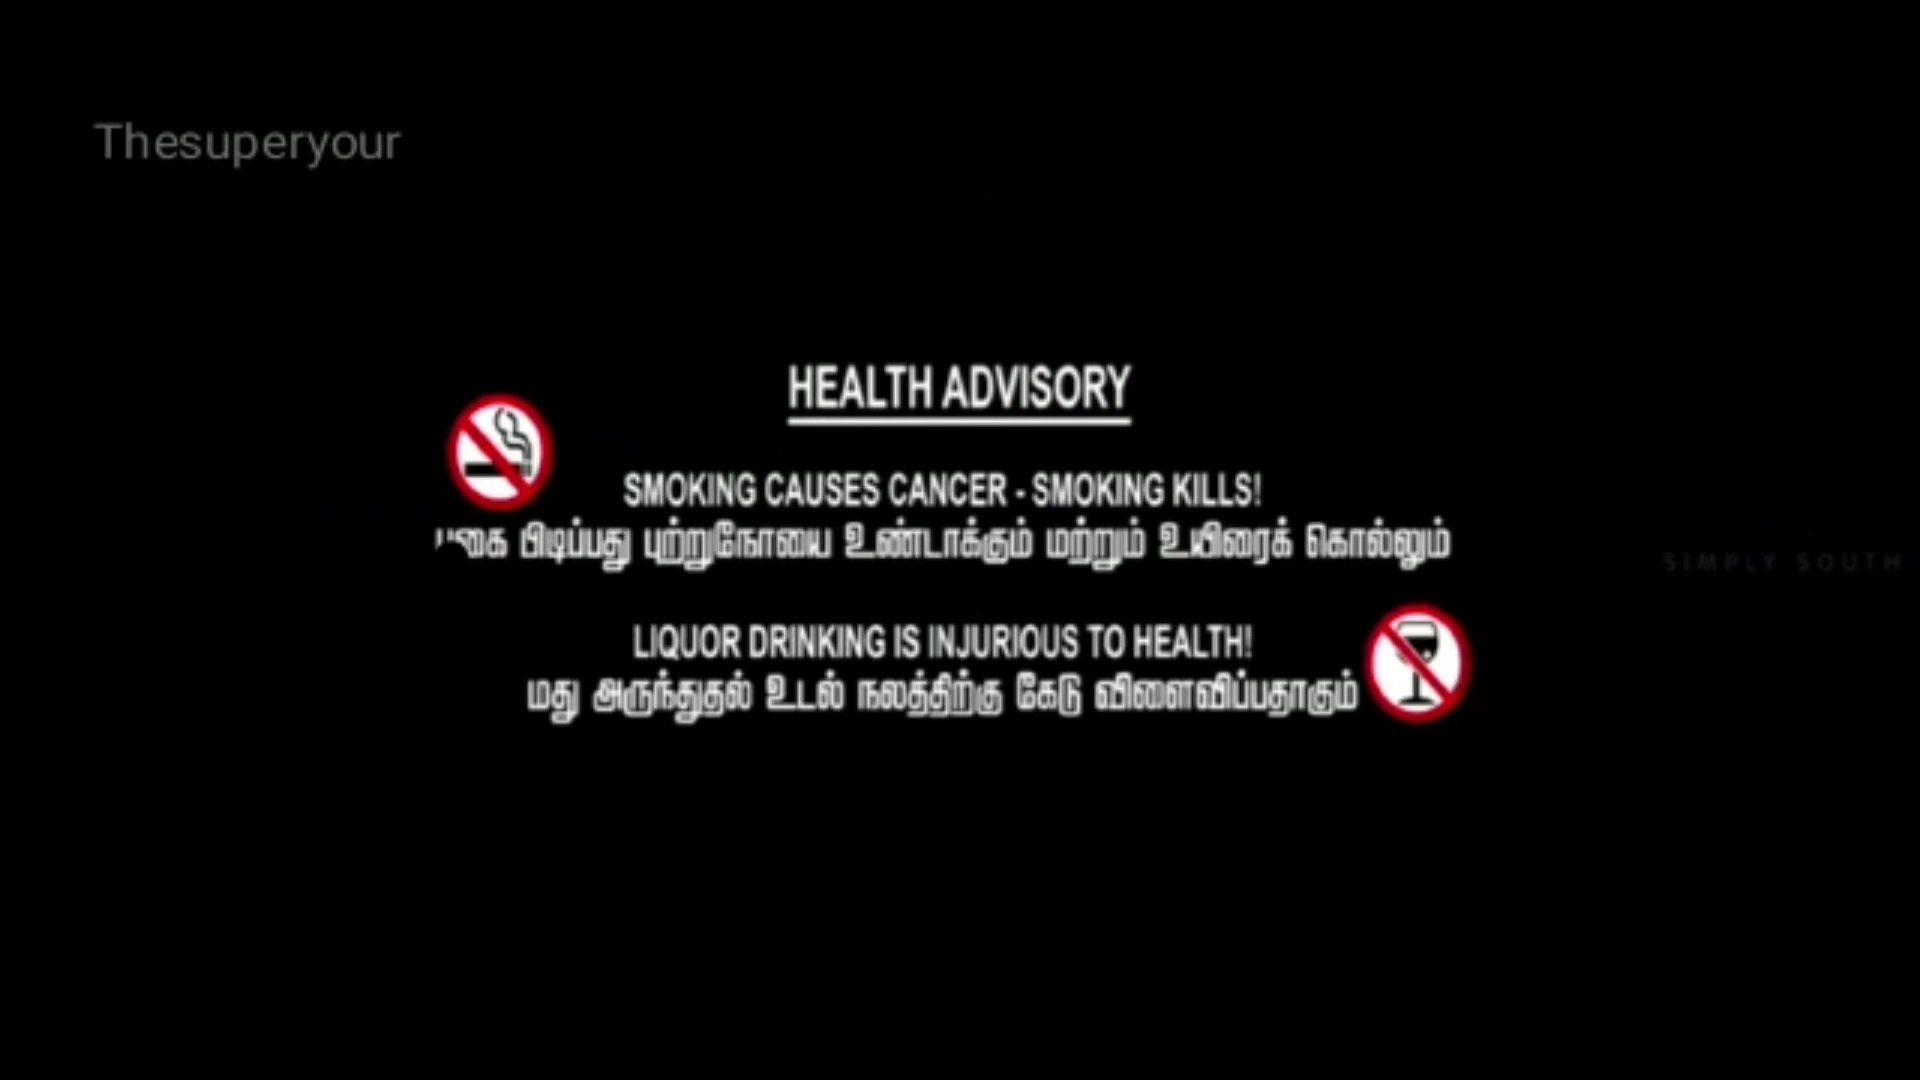 Thesuperyour
HEALTH ADVISORY
SMOKING CAUSES CANCER - SMOKING KILLS!
பிடிப்பது புற்றுநோயை உண்டாக்கும் மற்றும் உயிரைக் கொல்லும்
SIMPLY SOUTH
LIQUOR DRINKING IS INJURIOUS TO HEALTH!
மது அருந்துதல் உடல் நலத்திற்கு கேடு விளைவிப்பதாகும்